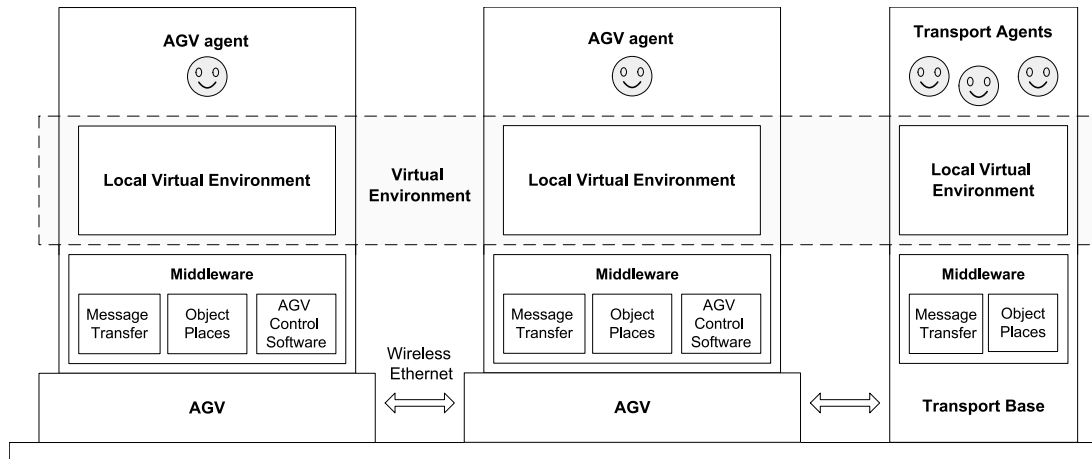 AGV agent
AGV agent
Transport Agents
Local Virtual Environment
Virtual
Environment
Local Virtual Environment
Local Virtual
Environment
Middleware
Message
Transfer
Object
Places
AGV
Control
Software
Wireless
Ethernet
Middleware
Message
Transfer
Object
Places
AGV
Control
Software
Middleware
Message
Transfer
Object
Places
AGV
AGV
Transport Base